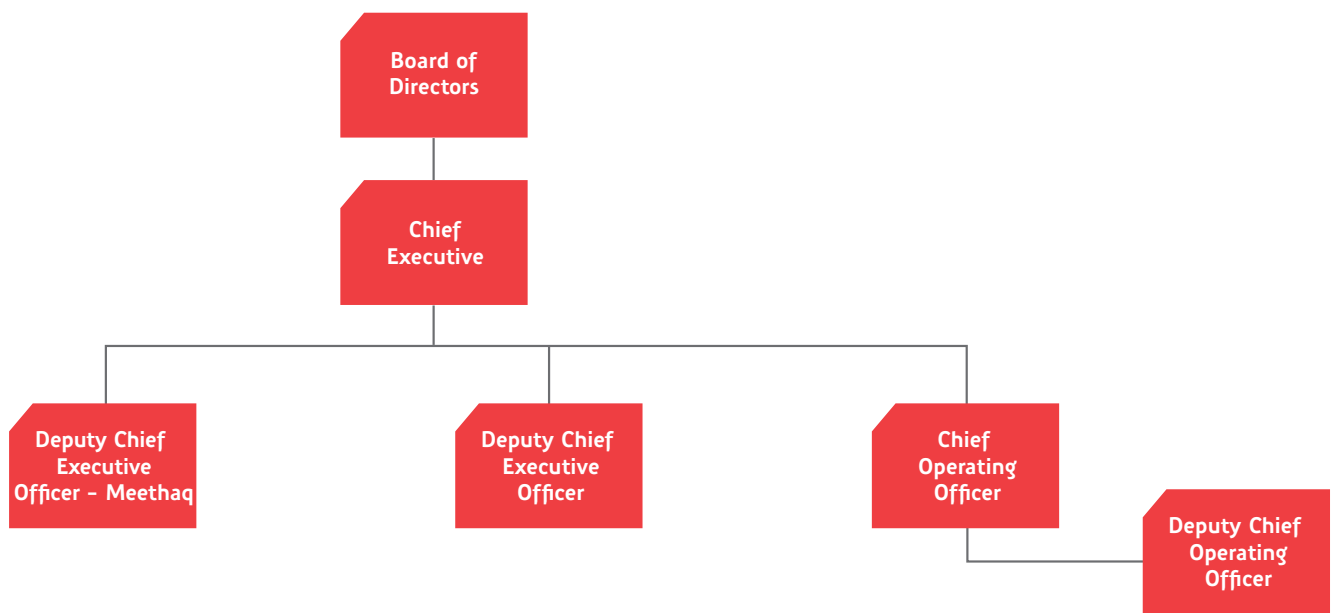 Board of
Directors
Chief
Executive
Deputy Chief
Executive
Officer - Meethaq
Deputy Chief
Executive
Officer
Chief
Operating
Officer
Deputy Chief
Operating
Officer